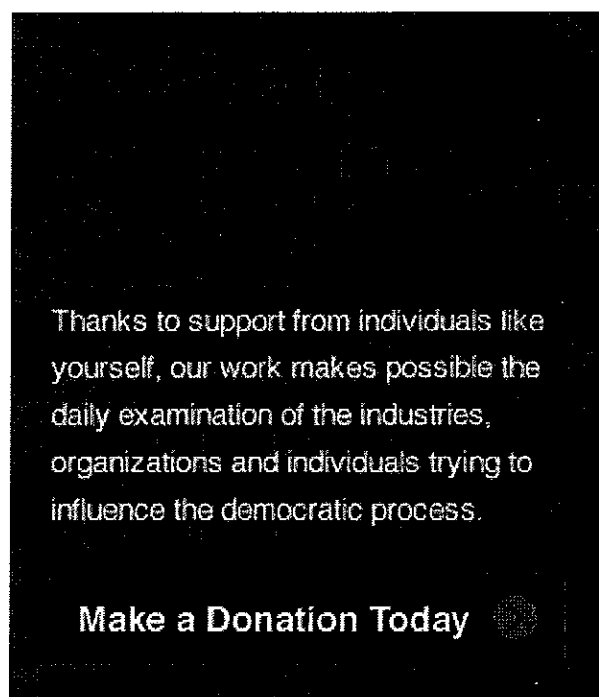 Thanks to support from individuals like
yourself, our work makes possible the
daily examination of the industries,
organizations and individuals trying to
influence the democratic process.
Make a Donation Today